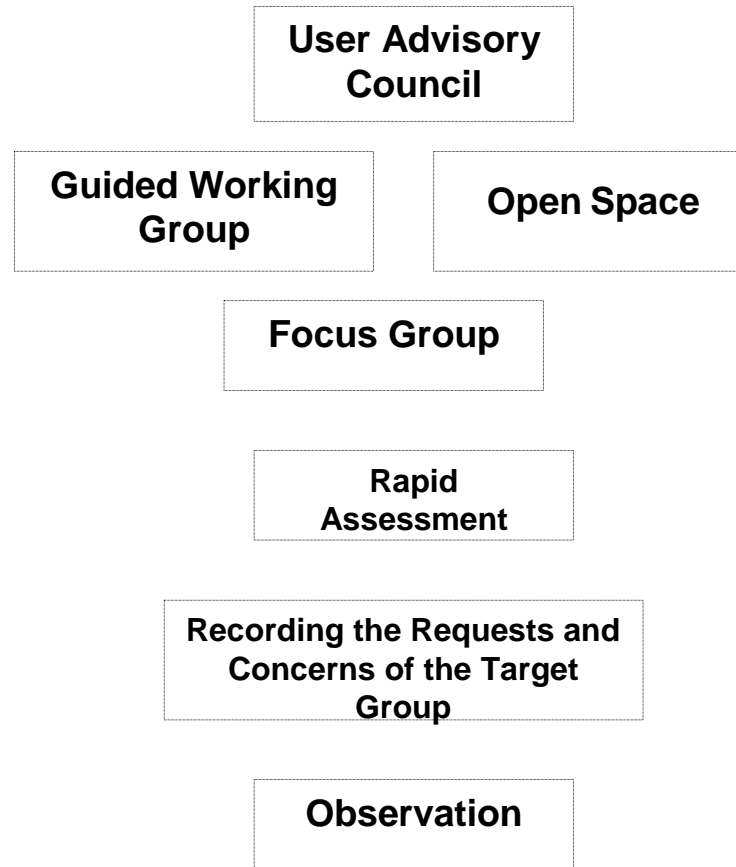 User Advisory
Council
Guided Working
Group
Open Space
Focus Group
Rapid
Assessment
Recording the Requests and
Concerns of the Target
Group
Observation